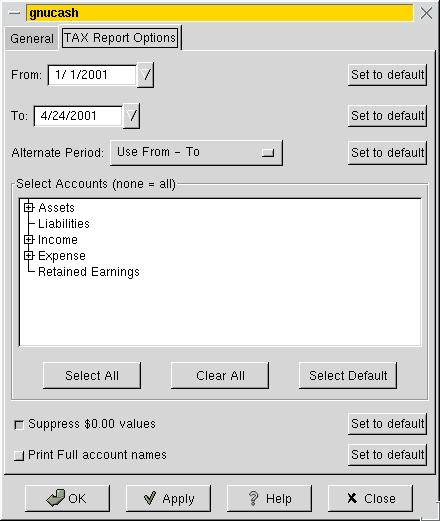 gnucash
General TAX Report Options
From: 1/ 1/2001 Set to default
To: 4/24/2001 Set to default
Alternate Period: Use From - To Set to default
Select Accounts (none = all)
Assets
Liabilities
Income
Expense
Retained Earnings
Select All Clear All Select Default
Suppress $0.00 values Set to default
Print Full account names Set to default
OK Apply ? Help X Close